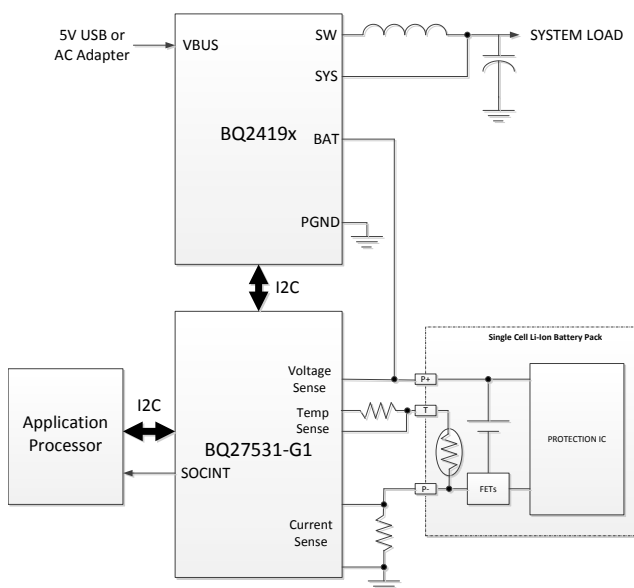 5V USB or
AC Adapter
VBUS
SW
SYSTEM LOAD
SYS
BQ2419x
BAT
PGND
I2C
Single Cell Li-Ion Battery Pack
Voltage
Sense
P+
Application
Processor
I2C
Temp
Sense
T
BQ27531-G1
PROTECTION IC
SOCINT
P-
FETs
Current
Sense